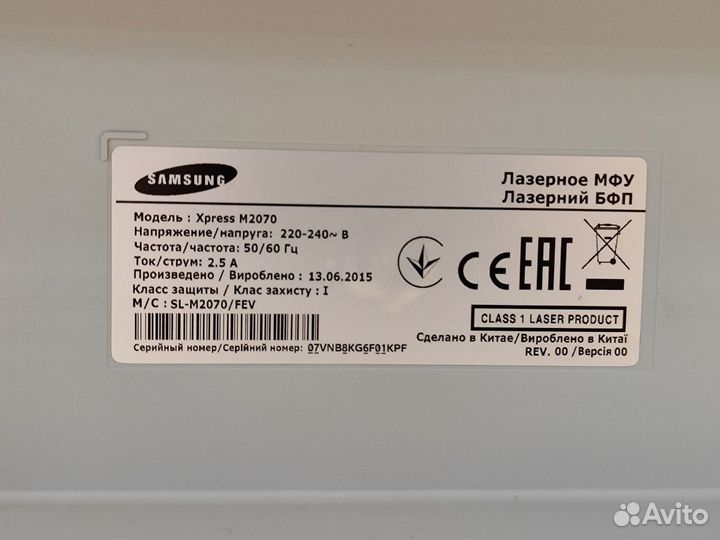 SAMSUNG
Лазерное МФУ
Лазерний БФП
Модель : Xpress M2070
Напряжение/напруга: 220-240~ В
Частота/частота: 50/60 Гц
Ток/струм: 2.5 А
Произведено / Вироблено : 13.06.2015
Класс защиты / Клас захисту : I
M/C : SL-M2070/FEV
Серийный номер/Серійний номер: 07VNB8KG6F01KPF
CE EAC
CLASS 1 LASER PRODUCT
Сделано в Китае/Вироблено в Китаї
REV. 00 /Версія 00
Avito